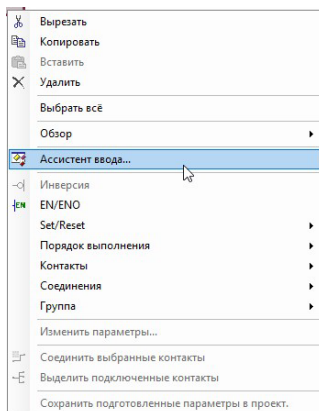 Вырезать
Копировать
Вставить
Удалить
Выбрать всё
Обзор
Ассистент ввода...
Инверсия
EN EN/ENO
Set/Reset
Порядок выполнения
Контакты
Соединения
Группа
Изменить параметры...
Соединить выбранные контакты
Выделить подключенные контакты
Сохранить подготовленные параметры в проект.